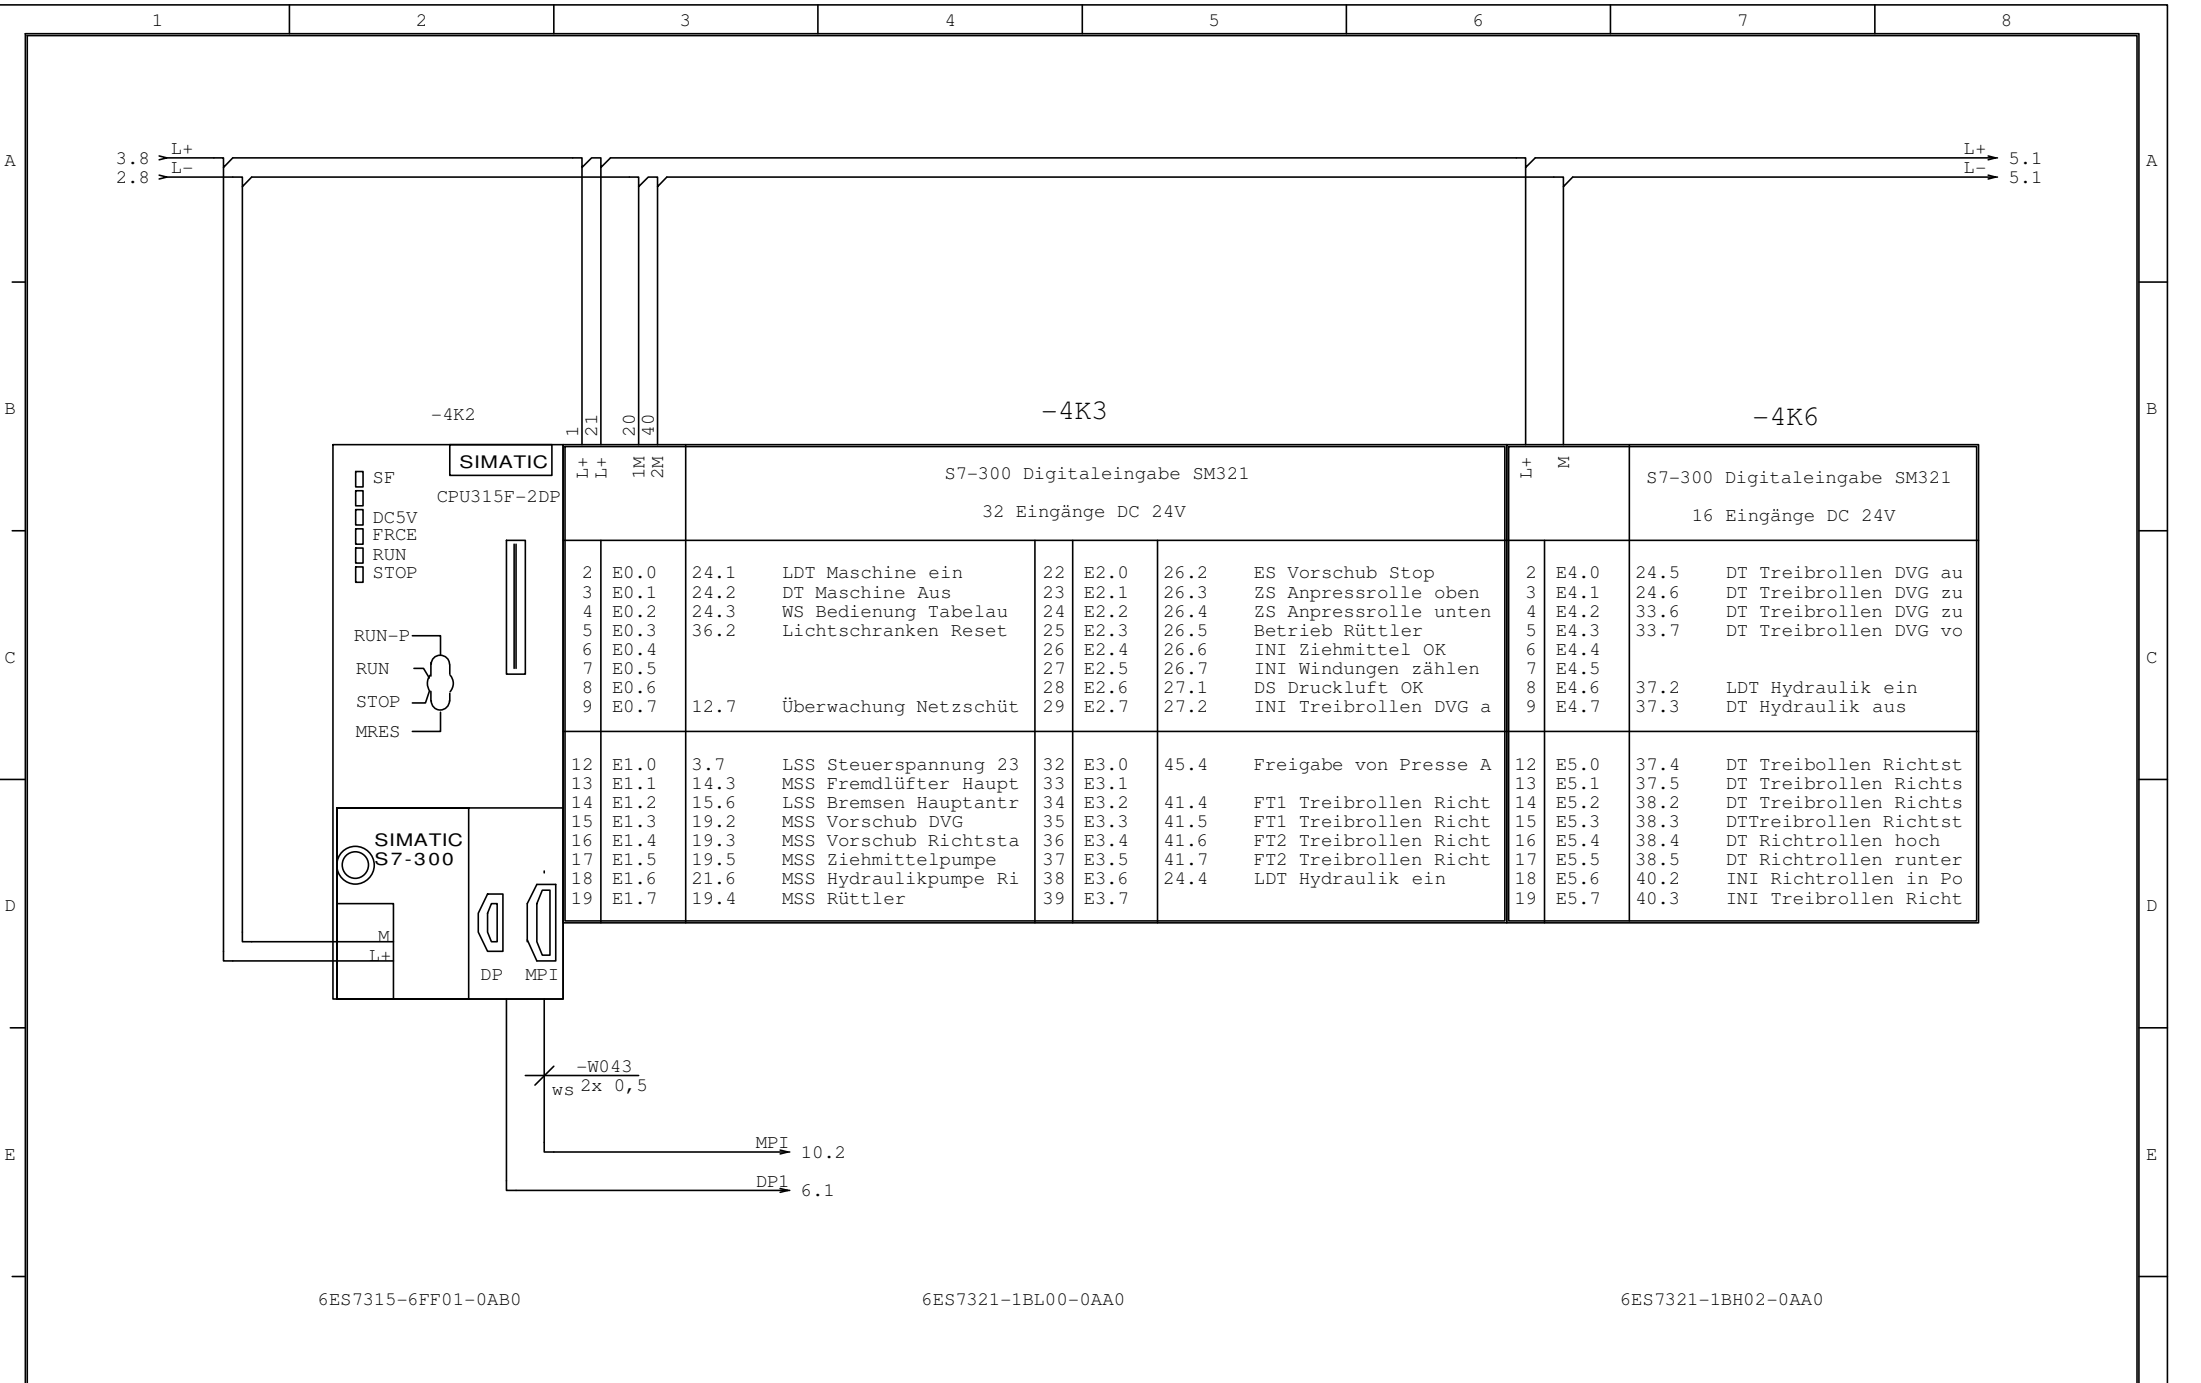 1 2 3 4 5 6 7 8
A A
3.8 L+ L+ 5.1
2.8 L- L- 5.1
B B
-4K2 -4K3 -4K6
1 21 20 40
SIMATIC
CPU315F-2DP
SF
DC5V
FRCE
RUN
STOP
RUN-P
RUN
STOP
MRES
SIMATIC
S7-300
M
L+
DP MPI
L+ L+ 1M 2M
S7-300 Digitaleingabe SM321
32 Eingänge DC 24V
2 E0.0 24.1 LDT Maschine ein 22 E2.0 26.2 ES Vorschub Stop
3 E0.1 24.2 DT Maschine Aus 23 E2.1 26.3 ZS Anpressrolle oben
4 E0.2 24.3 WS Bedienung Tabelau 24 E2.2 26.4 ZS Anpressrolle unten
5 E0.3 36.2 Lichtschranken Reset 25 E2.3 26.5 Betrieb Rüttler
6 E0.4 26 E2.4 26.6 INI Ziehmittel OK
7 E0.5 27 E2.5 26.7 INI Windungen zählen
8 E0.6 28 E2.6 27.1 DS Druckluft OK
9 E0.7 12.7 Überwachung Netzschüt 29 E2.7 27.2 INI Treibrollen DVG a
12 E1.0 3.7 LSS Steuerspannung 23 32 E3.0 45.4 Freigabe von Presse A
13 E1.1 14.3 MSS Fremdlüfter Haupt 33 E3.1
14 E1.2 15.6 LSS Bremsen Hauptantr 34 E3.2 41.4 FT1 Treibrollen Richt
15 E1.3 19.2 MSS Vorschub DVG 35 E3.3 41.5 FT1 Treibrollen Richt
16 E1.4 19.3 MSS Vorschub Richtsta 36 E3.4 41.6 FT2 Treibrollen Richt
17 E1.5 19.5 MSS Ziehmittelpumpe 37 E3.5 41.7 FT2 Treibrollen Richt
18 E1.6 21.6 MSS Hydraulikpumpe Ri 38 E3.6 24.4 LDT Hydraulik ein
19 E1.7 19.4 MSS Rüttler 39 E3.7
L+ M
S7-300 Digitaleingabe SM321
16 Eingänge DC 24V
2 E4.0 24.5 DT Treibrollen DVG au
3 E4.1 24.6 DT Treibrollen DVG zu
4 E4.2 33.6 DT Treibrollen DVG zu
5 E4.3 33.7 DT Treibrollen DVG vo
6 E4.4
7 E4.5
8 E4.6 37.2 LDT Hydraulik ein
9 E4.7 37.3 DT Hydraulik aus
12 E5.0 37.4 DT Treibollen Richtst
13 E5.1 37.5 DT Treibrollen Richts
14 E5.2 38.2 DT Treibrollen Richts
15 E5.3 38.3 DTTreibrollen Richtst
16 E5.4 38.4 DT Richtrollen hoch
17 E5.5 38.5 DT Richtrollen runter
18 E5.6 40.2 INI Richtrollen in Po
19 E5.7 40.3 INI Treibrollen Richt
C C
D D
-W043
ws 2x 0,5
MPI 10.2
DP1 6.1
E E
6ES7315-6FF01-0AB0 6ES7321-1BL00-0AA0 6ES7321-1BH02-0AA0